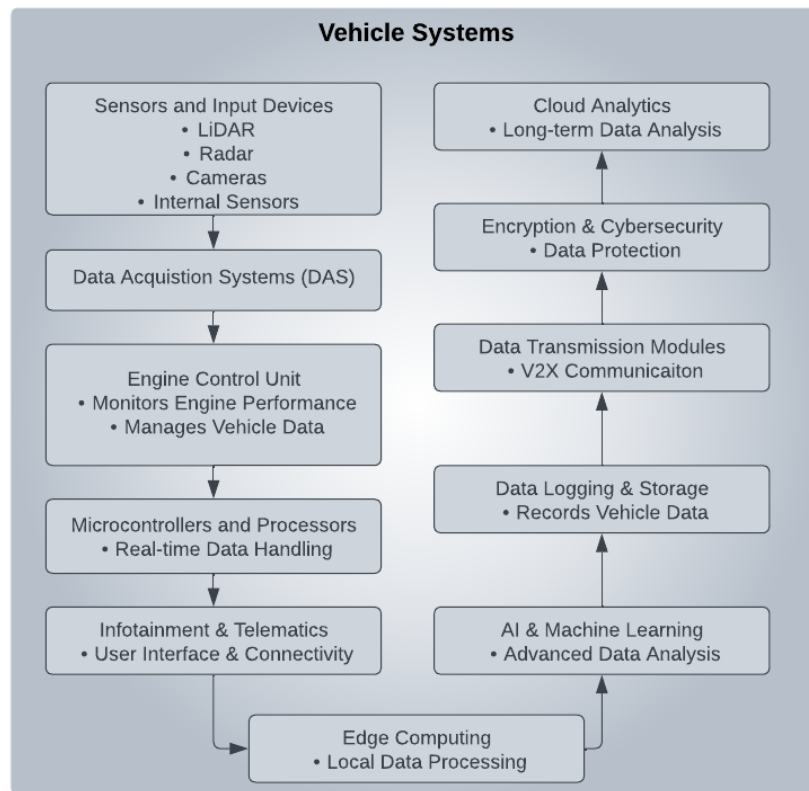 Vehicle Systems
Sensors and Input Devices
• LiDAR
• Radar
• Cameras
• Internal Sensors
Data Acquistion Systems (DAS)
Engine Control Unit
• Monitors Engine Performance
• Manages Vehicle Data
Microcontrollers and Processors
• Real-time Data Handling
Infotainment & Telematics
• User Interface & Connectivity
Edge Computing
• Local Data Processing
AI & Machine Learning
• Advanced Data Analysis
Data Logging & Storage
• Records Vehicle Data
Data Transmission Modules
• V2X Communicaiton
Encryption & Cybersecurity
• Data Protection
Cloud Analytics
• Long-term Data Analysis